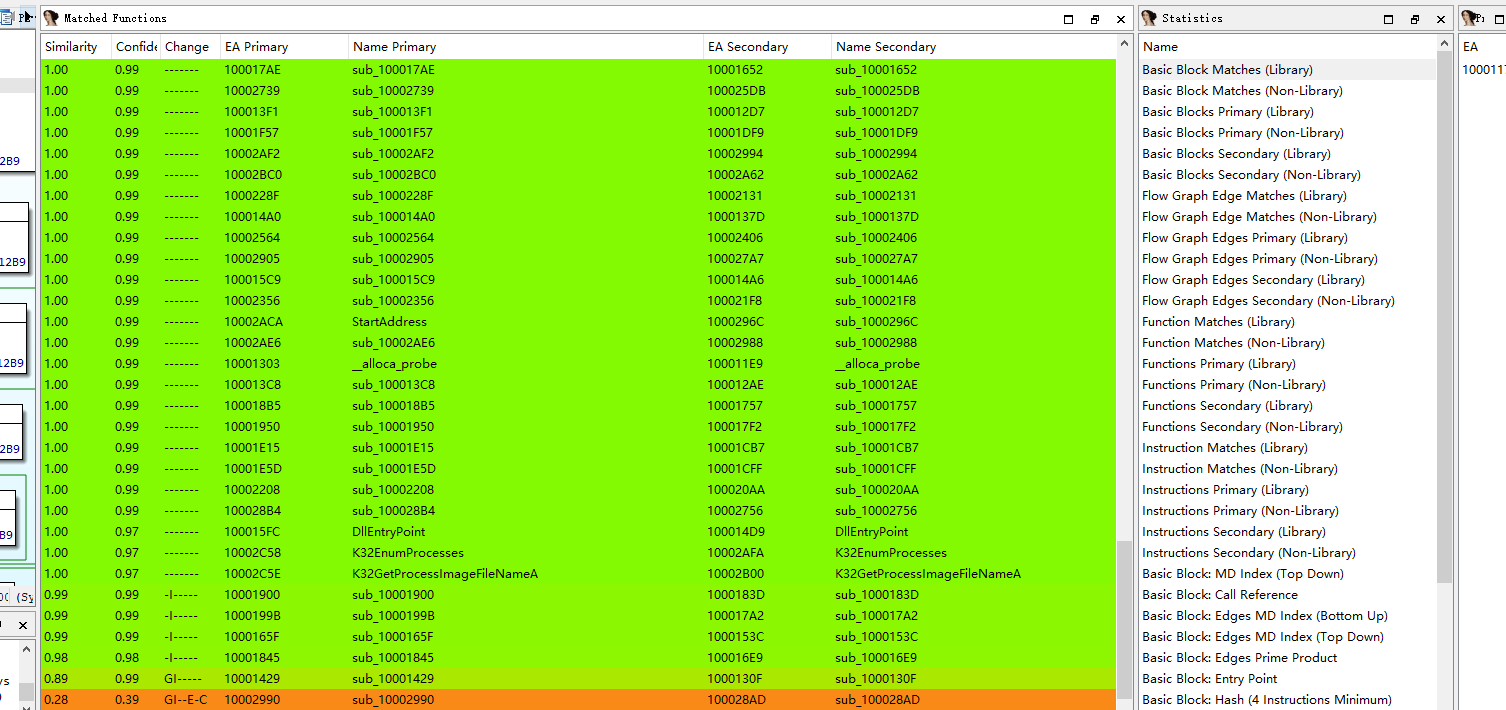 Matched Functions
Statistics
Similarity Confide Change EA Primary Name Primary EA Secondary Name Secondary
1.00 0.99 ------- 100017AE sub_100017AE 10001652 sub_10001652
1.00 0.99 ------- 10002739 sub_10002739 100025DB sub_100025DB
1.00 0.99 ------- 100013F1 sub_100013F1 100012D7 sub_100012D7
1.00 0.99 ------- 10001F57 sub_10001F57 10001DF9 sub_10001DF9
1.00 0.99 ------- 10002AF2 sub_10002AF2 10002994 sub_10002994
1.00 0.99 ------- 10002BC0 sub_10002BC0 10002A62 sub_10002A62
1.00 0.99 ------- 1000228F sub_1000228F 10002131 sub_10002131
1.00 0.99 ------- 100014A0 sub_100014A0 1000137D sub_1000137D
1.00 0.99 ------- 10002564 sub_10002564 10002406 sub_10002406
1.00 0.99 ------- 10002905 sub_10002905 100027A7 sub_100027A7
1.00 0.99 ------- 100015C9 sub_100015C9 100014A6 sub_100014A6
1.00 0.99 ------- 10002356 sub_10002356 100021F8 sub_100021F8
1.00 0.99 ------- 10002ACA StartAddress 1000296C sub_1000296C
1.00 0.99 ------- 10002AE6 sub_10002AE6 10002988 sub_10002988
1.00 0.99 ------- 10001303 __alloca_probe 100011E9 __alloca_probe
1.00 0.99 ------- 100013C8 sub_100013C8 100012AE sub_100012AE
1.00 0.99 ------- 100018B5 sub_100018B5 10001757 sub_10001757
1.00 0.99 ------- 10001950 sub_10001950 100017F2 sub_100017F2
1.00 0.99 ------- 10001E15 sub_10001E15 10001CB7 sub_10001CB7
1.00 0.99 ------- 10001E5D sub_10001E5D 10001CFF sub_10001CFF
1.00 0.99 ------- 10002208 sub_10002208 100020AA sub_100020AA
1.00 0.99 ------- 100028B4 sub_100028B4 10002756 sub_10002756
1.00 0.97 ------- 100015FC DllEntryPoint 100014D9 DllEntryPoint
1.00 0.97 ------- 10002C58 K32EnumProcesses 10002AFA K32EnumProcesses
1.00 0.97 ------- 10002C5E K32GetProcessImageFileNameA 10002B00 K32GetProcessImageFileNameA
0.99 0.99 -I----- 10001900 sub_10001900 1000183D sub_1000183D
0.99 0.99 -I----- 1000199B sub_1000199B 100017A2 sub_100017A2
0.99 0.99 -I----- 1000165F sub_1000165F 1000153C sub_1000153C
0.98 0.98 -I----- 10001845 sub_10001845 100016E9 sub_100016E9
0.89 0.99 GI----- 10001429 sub_10001429 1000130F sub_1000130F
0.28 0.39 GI--E-C 10002990 sub_10002990 100028AD sub_100028AD
Name
Basic Block Matches (Library)
Basic Block Matches (Non-Library)
Basic Blocks Primary (Library)
Basic Blocks Primary (Non-Library)
Basic Blocks Secondary (Library)
Basic Blocks Secondary (Non-Library)
Flow Graph Edge Matches (Library)
Flow Graph Edge Matches (Non-Library)
Flow Graph Edges Primary (Library)
Flow Graph Edges Primary (Non-Library)
Flow Graph Edges Secondary (Library)
Flow Graph Edges Secondary (Non-Library)
Function Matches (Library)
Function Matches (Non-Library)
Functions Primary (Library)
Functions Primary (Non-Library)
Functions Secondary (Library)
Functions Secondary (Non-Library)
Instruction Matches (Library)
Instruction Matches (Non-Library)
Instructions Primary (Library)
Instructions Primary (Non-Library)
Instructions Secondary (Library)
Instructions Secondary (Non-Library)
Basic Block: MD Index (Top Down)
Basic Block: Call Reference
Basic Block: Edges MD Index (Bottom Up)
Basic Block: Edges MD Index (Top Down)
Basic Block: Edges Prime Product
Basic Block: Entry Point
Basic Block: Hash (4 Instructions Minimum)
EA
100011
2B9
12B9
12B9
2B9
B9